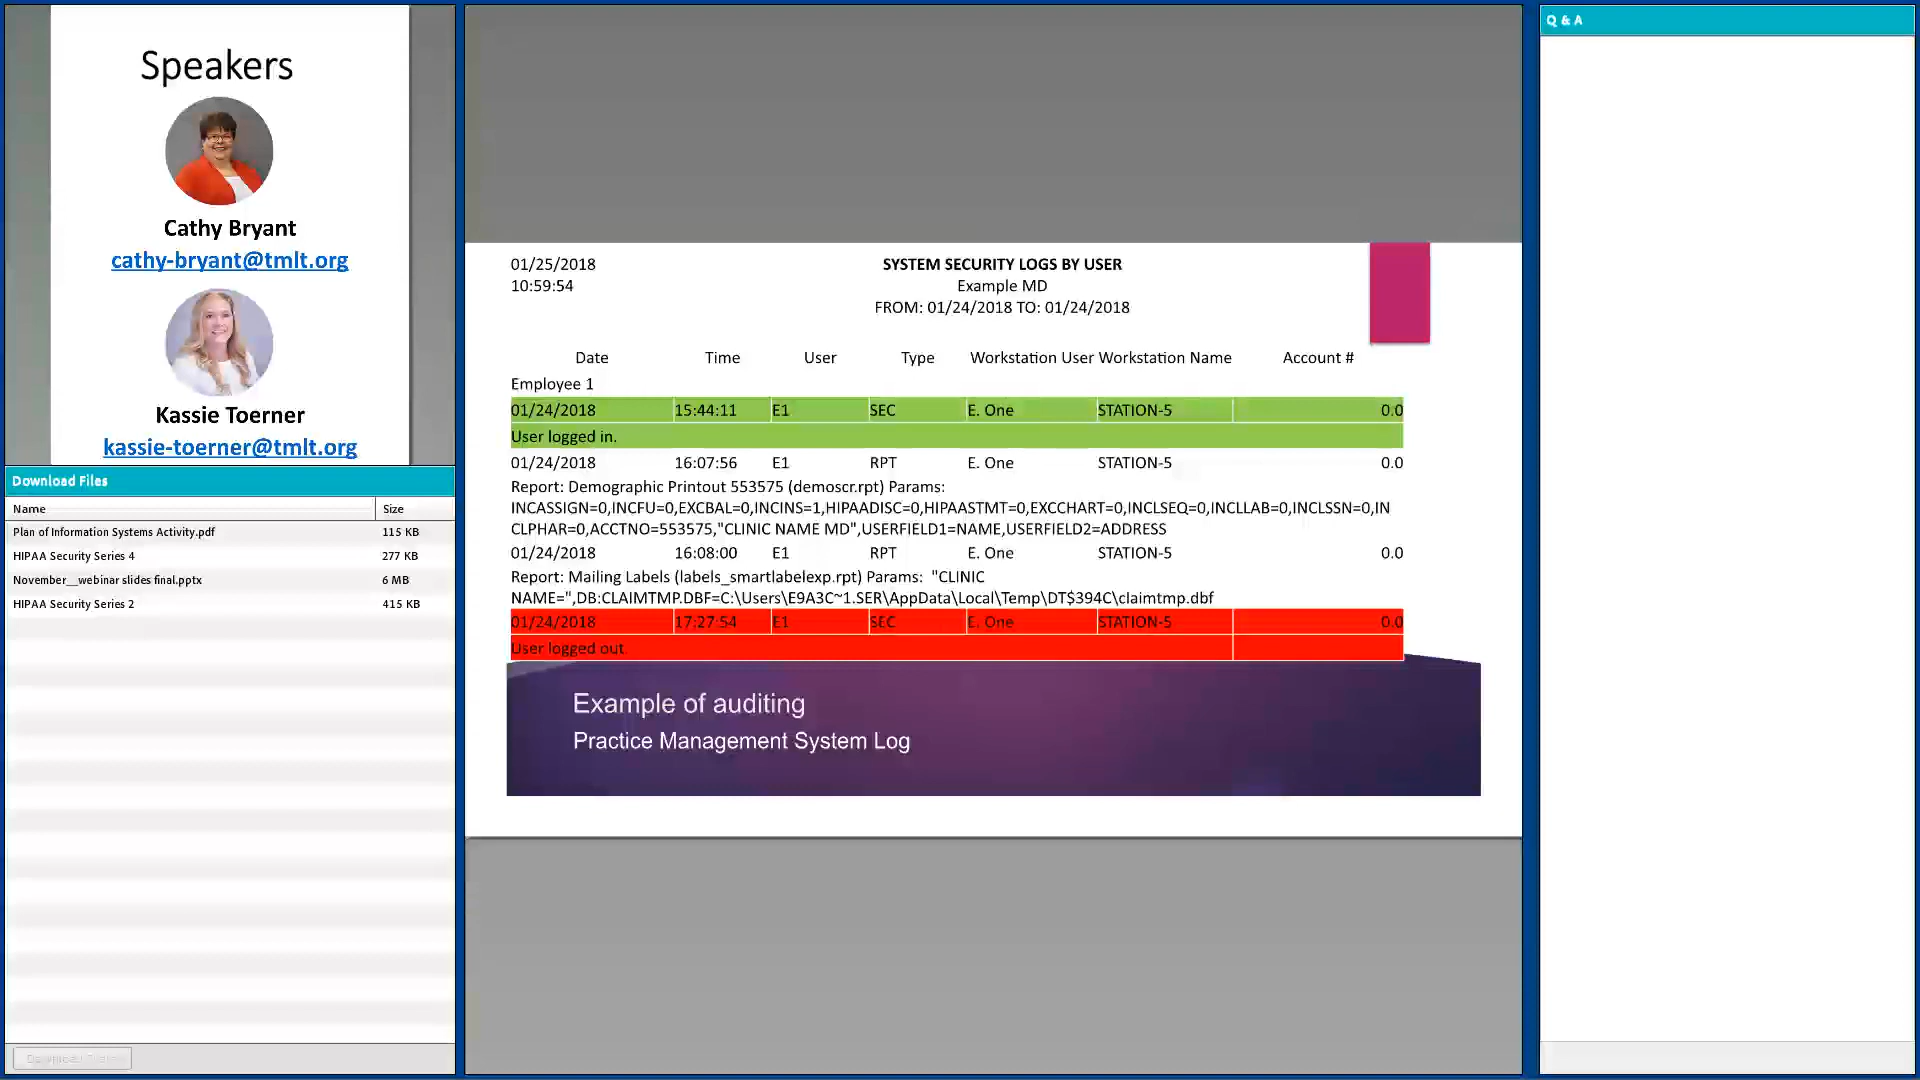 Speakers
Cathy Bryant
cathy-bryant@tmlt.org
Kassie Toerner
kassie-toerner@tmlt.org
Download Files
Name Size
Plan of Information Systems Activity.pdf 115 KB
HIPAA Security Series 4 277 KB
November__webinar slides final.pptx 6 MB
HIPAA Security Series 2 415 KB
01/25/2018 SYSTEM SECURITY LOGS BY USER
10:59:54 Example MD
FROM: 01/24/2018 TO: 01/24/2018
Date Time User Type Workstation User Workstation Name Account #
Employee 1
01/24/2018 15:44:11 E1 SEC E. One STATION-5 0.0
User logged in.
01/24/2018 16:07:56 E1 RPT E. One STATION-5 0.0
Report: Demographic Printout 553575 (demoscr.rpt) Params:
INCASSIGN=0,INCFU=0,EXCBAL=0,INCINS=1,HIPAADISC=0,HIPAASTMT=0,EXCCHART=0,INCLSEQ=0,INCLLAB=0,INCLSSN=0,IN
CLPHAR=0,ACCTNO=553575,"CLINIC NAME MD",USERFIELD1=NAME,USERFIELD2=ADDRESS
01/24/2018 16:08:00 E1 RPT E. One STATION-5 0.0
Report: Mailing Labels (labels_smartlabelexp.rpt) Params: "CLINIC
NAME=",DB:CLAIMTMP.DBF=C:\Users\E9A3C~1.SER\AppData\Local\Temp\DT$394C\claimtmp.dbf
01/24/2018 17:27:54 E1 SEC E. One STATION-5 0.0
User logged out.
Example of auditing
Practice Management System Log
Q & A